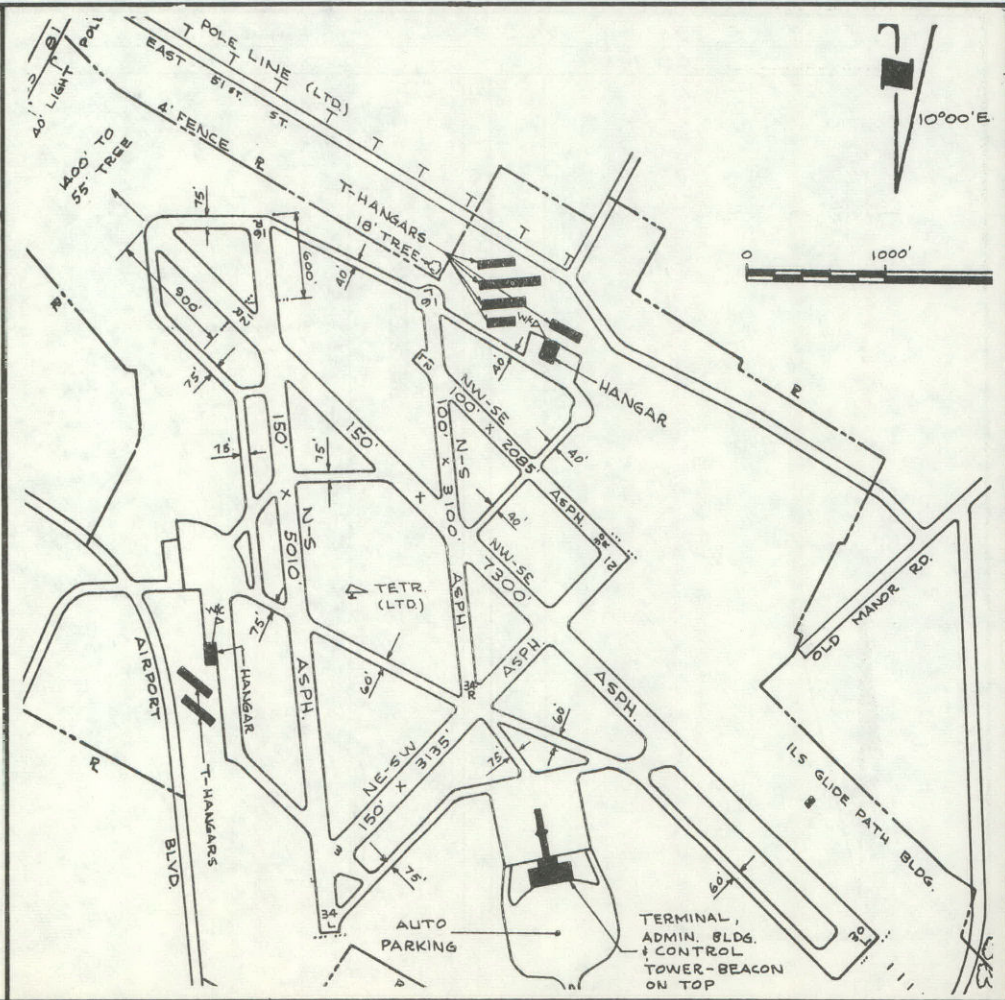 POLE LINE (LTD.)
EAST 51 ST. ST.
POLE
40' LIGHT
4' FENCE
1400' TO
55' TREE
10°00'E
0 1000'
T-HANGARS
18' TREE
75'
600'
40'
900'
75'
40'
HANGAR
NW-SE
100' X 2085'
ASPH.
40'
40'
150'
150'
75'
75'
N-S
100' X 3100'
ASPH.
N-S
5010'
ASPH.
NW-SE
7300'
ASPH.
TETR.
(LTD.)
75'
60'
OLD MANOR RD.
AIRPORT
BLVD.
HANGAR
T-HANGARS
34
R
ASPH
NE-SW
150' X 3135'
60'
75'
75'
3
34
L
60'
ILS GLIDE PATH BLDG.
AUTO
PARKING
TERMINAL,
ADMIN. BLDG.
& CONTROL
TOWER-BEACON
ON TOP